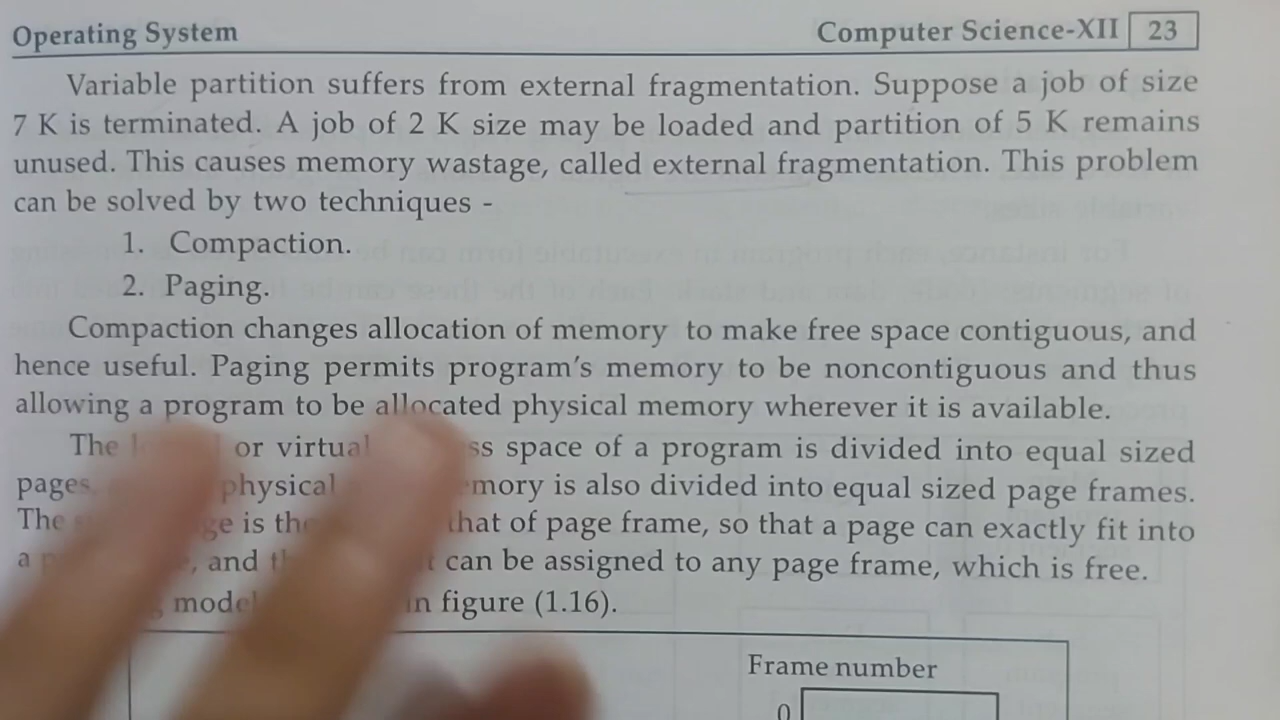 Operating System Computer Science-XII 23
Variable partition suffers from external fragmentation. Suppose a job of size
7 K is terminated. A job of 2 K size may be loaded and partition of 5 K remains
unused. This causes memory wastage, called external fragmentation. This problem
can be solved by two techniques -
1. Compaction.
2. Paging.
Compaction changes allocation of memory to make free space contiguous, and
hence useful. Paging permits program's memory to be noncontiguous and thus
allowing a program to be allocated physical memory wherever it is available.
The or virtual space of a program is divided into equal sized
pages physical is also divided into equal sized page frames.
The is that of page frame, so that a page can exactly fit into
a and can be assigned to any page frame, which is free.
in figure (1.16).
Frame number
0